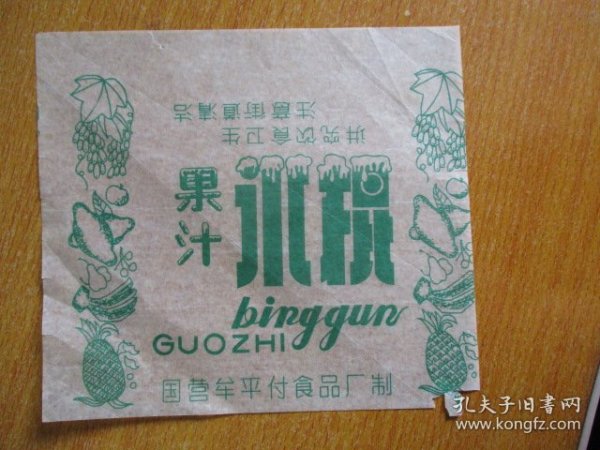 讲究饮食卫生
注意街道清洁
果汁
冰棍
binggun
GUOZHI
国营牟平付食品厂制
孔夫子旧書网
www.kongfz.com